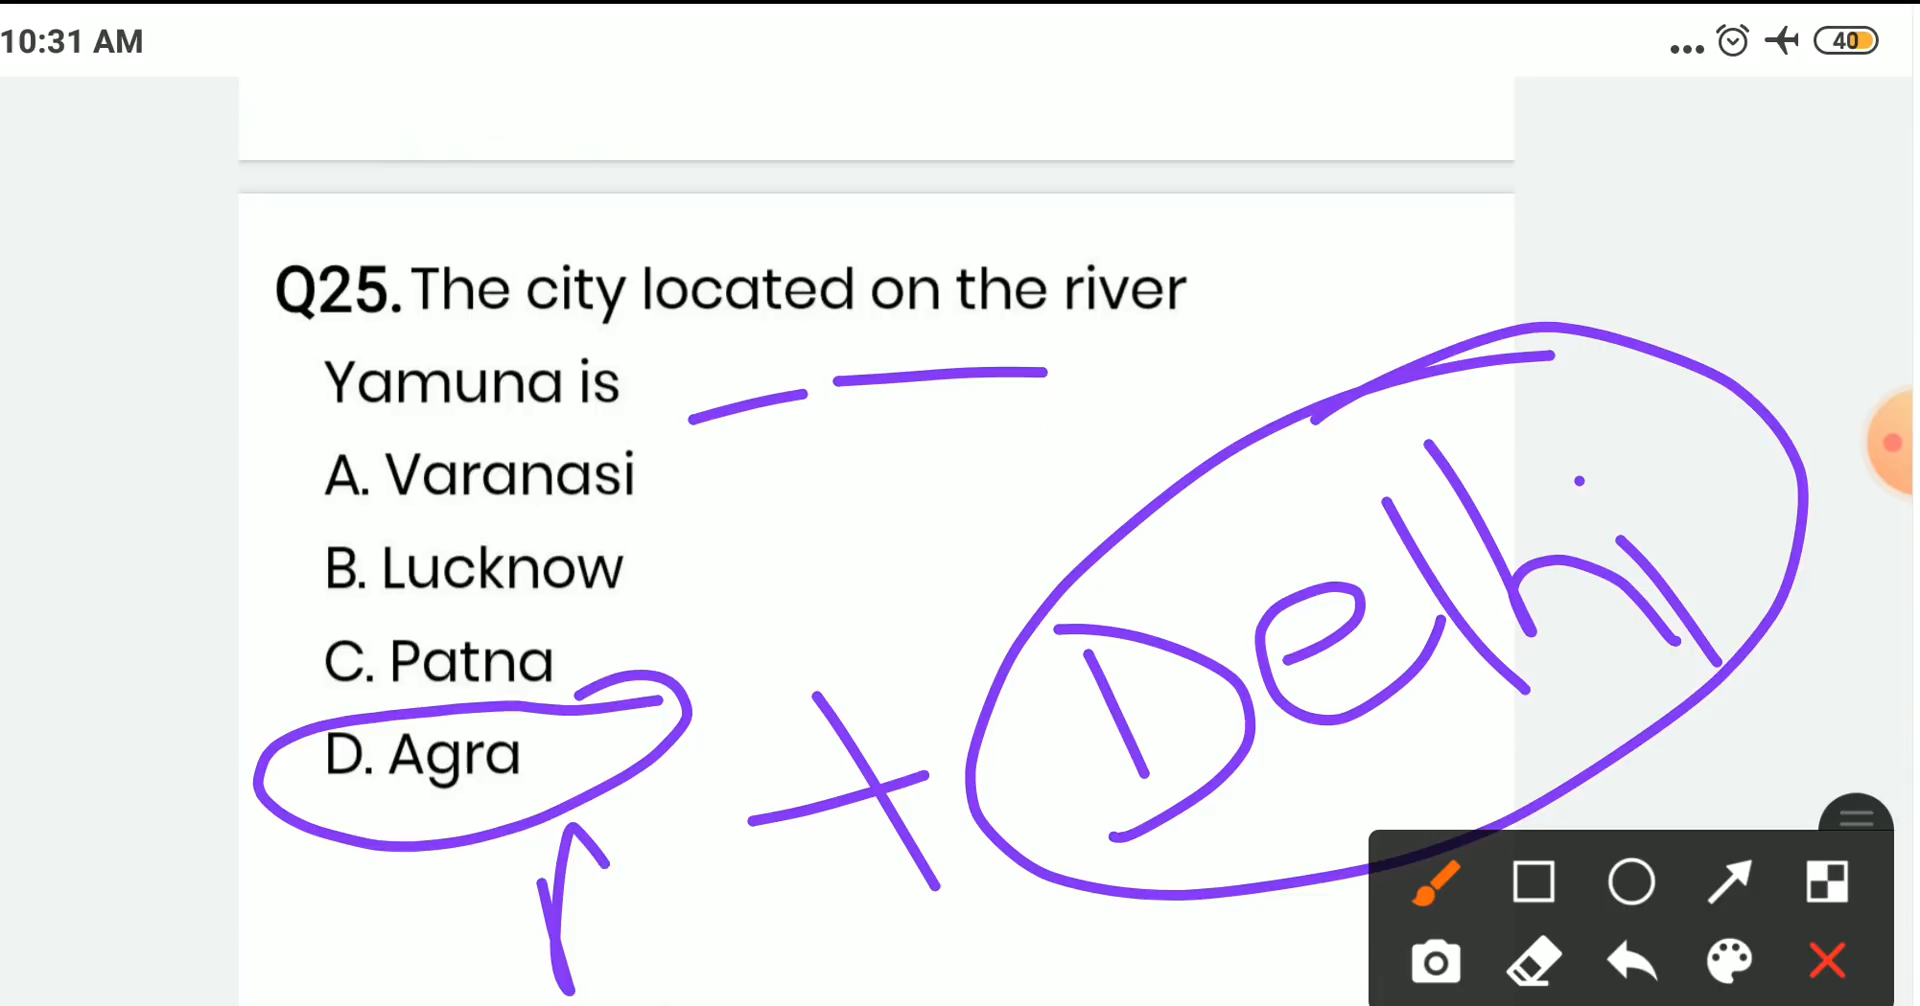 10:31 AM
40
Q25. The city located on the river
Yamuna is
A. Varanasi
B. Lucknow
C. Patna
D. Agra
+ Delhi